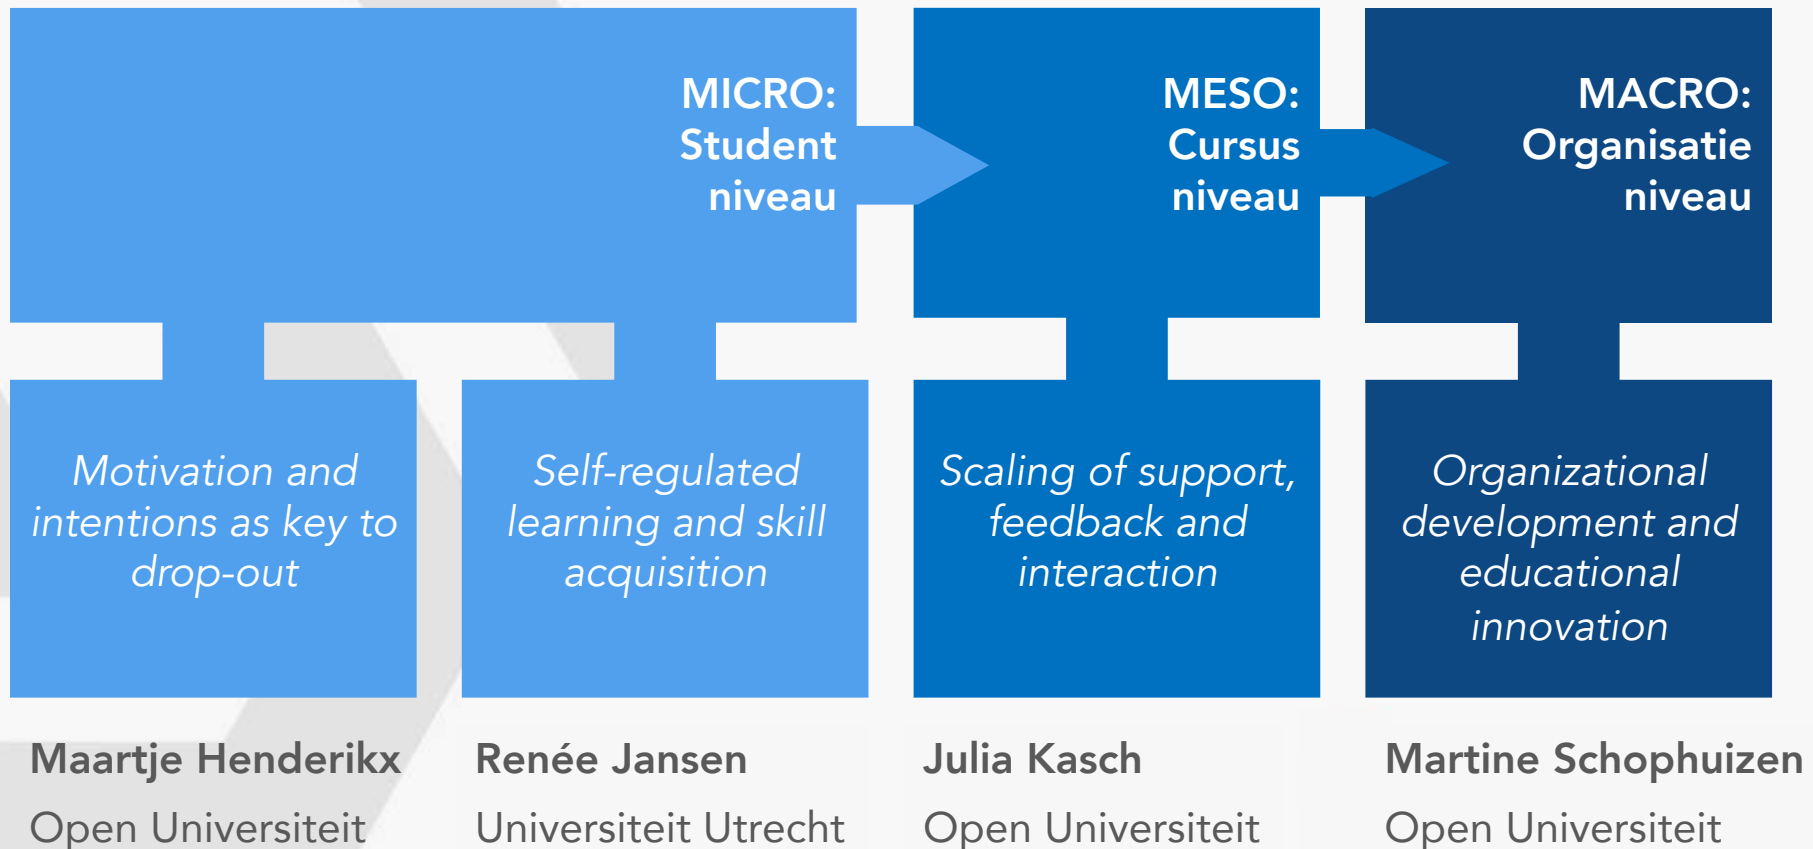 MICRO:
Student
niveau
MESO:
Cursus
niveau
MACRO:
Organisatie
niveau
Motivation and
intentions as key to
drop-out
Self-regulated
learning and skill
acquisition
Scaling of support,
feedback and
interaction
Organizational
development and
educational
innovation
Maartje Henderikx
Open Universiteit
Renée Jansen
Universiteit Utrecht
Julia Kasch
Open Universiteit
Martine Schophuizen
Open Universiteit